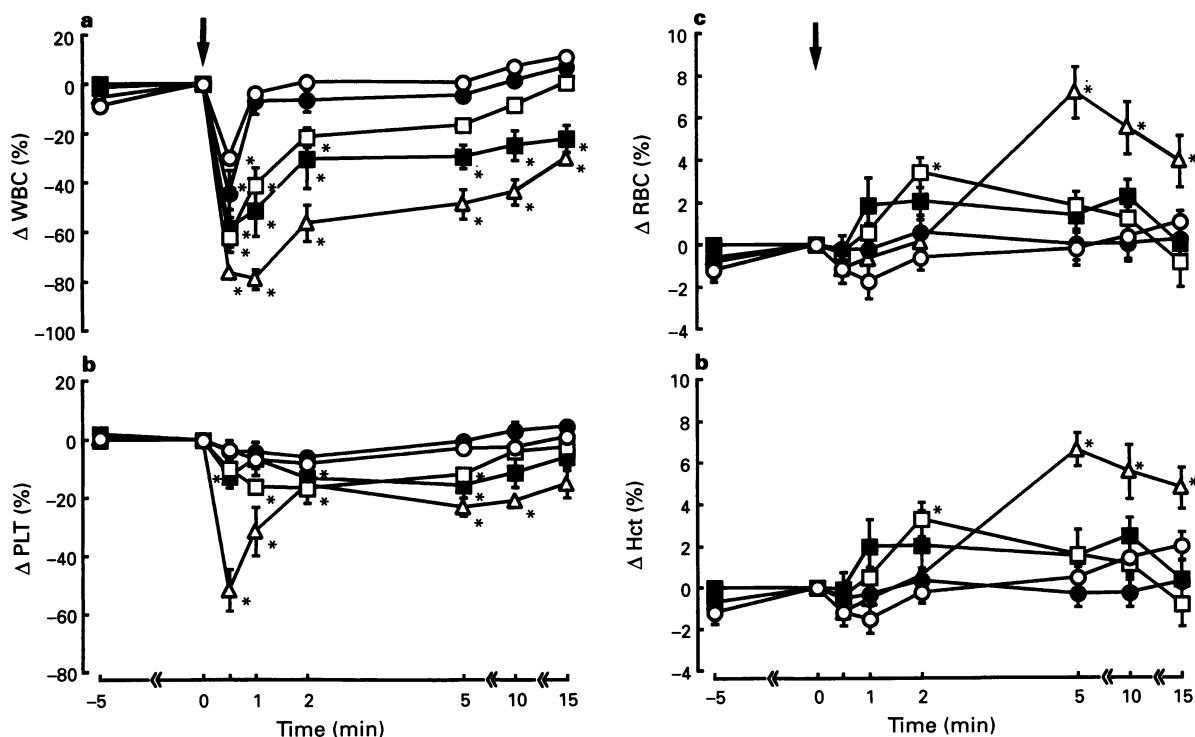 a
20
0
−20
−40
−60
−80
−100
Δ WBC (%)
* * * * * * * * * * * * * * * *
b
20
0
−20
−40
−60
−80
Δ PLT (%)
* * * * * * * * * *
−5 0 1 2 5 10 15
Time (min)
c
10
8
6
4
2
0
−2
−4
Δ RBC (%)
* * * *
b
10
8
6
4
2
0
−2
−4
Δ Hct (%)
* * * *
−5 0 1 2 5 10 15
Time (min)